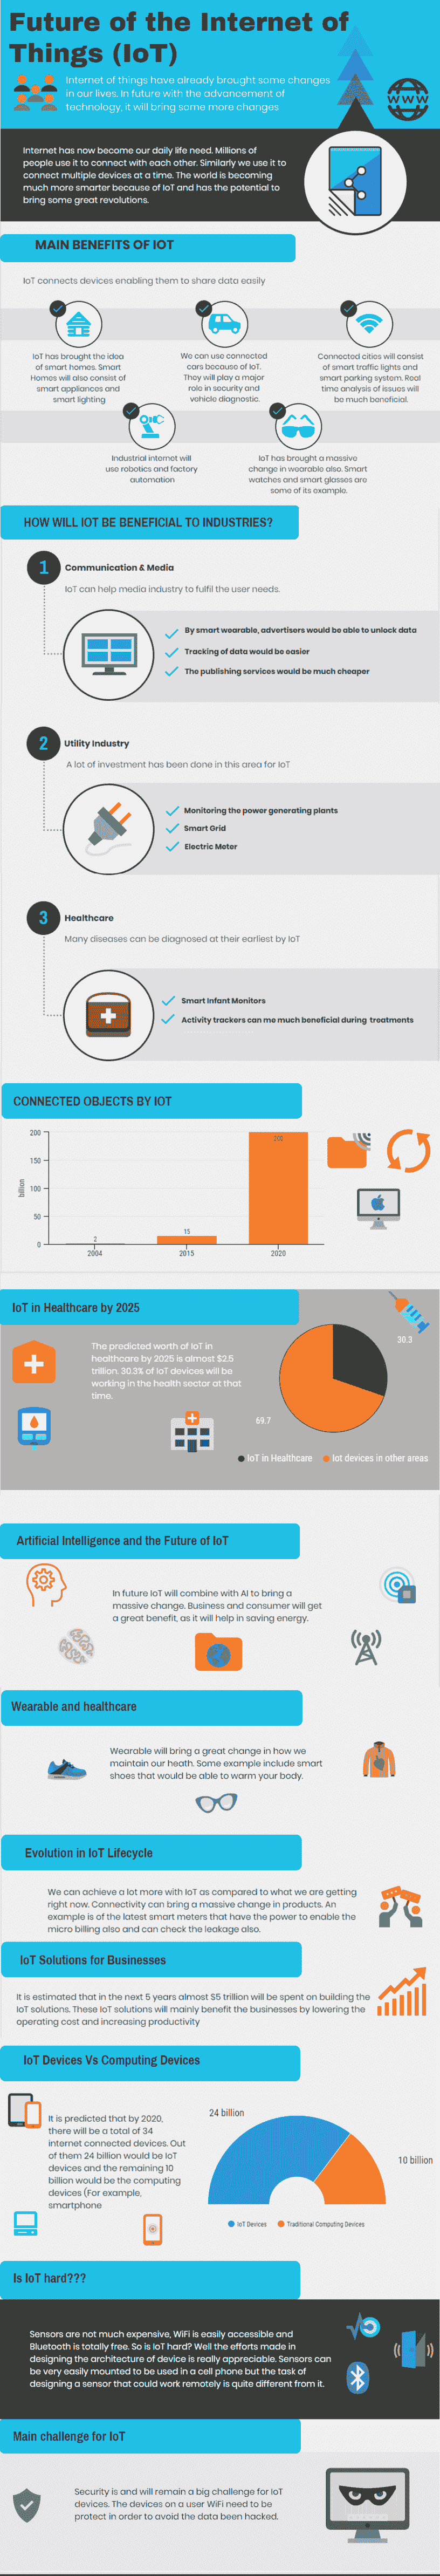 Future of the Internet of
Things (IoT)
Internet of things have already brought some changes
in our lives. In future with the advancement of
technology, it will bring some more changes
WWW
Internet has now become our daily life need. Millions of
people use it to connect with each other. Similarly we use it to
connect multiple devices at a time. The world is becoming
much more smarter because of IoT and has the potential to
bring some great revolutions.
MAIN BENEFITS OF IOT
IoT connects devices enabling them to share data easily
IoT has brought the idea
of smart homes. Smart
Homes will also consist of
smart appliances and
smart lighting
We can use connected
cars because of IoT.
They will play a major
role in security and
vehicle diagnostic.
Connected cities will consist
of smart traffic lights and
smart parking system. Real
time analysis of issues will
be much beneficial.
Industrial internet will
use robotics and factory
automation
IoT has brought a massive
change in wearable also. Smart
watches and smart glasses are
some of its example.
HOW WILL IOT BE BENEFICIAL TO INDUSTRIES?
1
Communication & Media
IoT can help media industry to fulfil the user needs.
By smart wearable, advertisers would be able to unlock data
Tracking of data would be easier
The publishing services would be much cheaper
2
Utility Industry
A lot of investment has been done in this area for IoT
Monitoring the power generating plants
Smart Grid
Electric Meter
3
Healthcare
Many diseases can be diagnosed at their earliest by IoT
Smart Infant Monitors
Activity trackers can me much beneficial during treatments
CONNECTED OBJECTS BY IOT
200
150
100
50
0
billion
2
15
200
2004
2015
2020
IoT in Healthcare by 2025
The predicted worth of IoT in
healthcare by 2025 is almost $2.5
trillion. 30.3% of IoT devices will be
working in the health sector at that
time.
30.3
69.7
IoT in Healthcare
Iot devices in other areas
Artificial Intelligence and the Future of IoT
In future IoT will combine with AI to bring a
massive change. Business and consumer will get
a great benefit, as it will help in saving energy.
Wearable and healthcare
Wearable will bring a great change in how we
maintain our heath. Some example include smart
shoes that would be able to warm your body.
Evolution in IoT Lifecycle
We can achieve a lot more with IoT as compared to what we are getting
right now. Connectivity can bring a massive change in products. An
example is of the latest smart meters that have the power to enable the
micro billing also and can check the leakage also.
IoT Solutions for Businesses
It is estimated that in the next 5 years almost $5 trillion will be spent on building the
IoT solutions. These IoT solutions will mainly benefit the businesses by lowering the
operating cost and increasing productivity
IoT Devices Vs Computing Devices
It is predicted that by 2020,
there will be a total of 34
internet connected devices. Out
of them 24 billion would be IoT
devices and the remaining 10
billion would be the computing
devices (For example,
smartphone
24 billion
10 billion
IoT Devices
Traditional Computing Devices
Is IoT hard???
Sensors are not much expensive, WiFi is easily accessible and
Bluetooth is totally free. So is IoT hard? Well the efforts made in
designing the architecture of device is really appreciable. Sensors can
be very easily mounted to be used in a cell phone but the task of
designing a sensor that could work remotely is quite different from it.
Main challenge for IoT
Security is and will remain a big challenge for IoT
devices. The devices on a user WiFi need to be
protect in order to avoid the data been hacked.